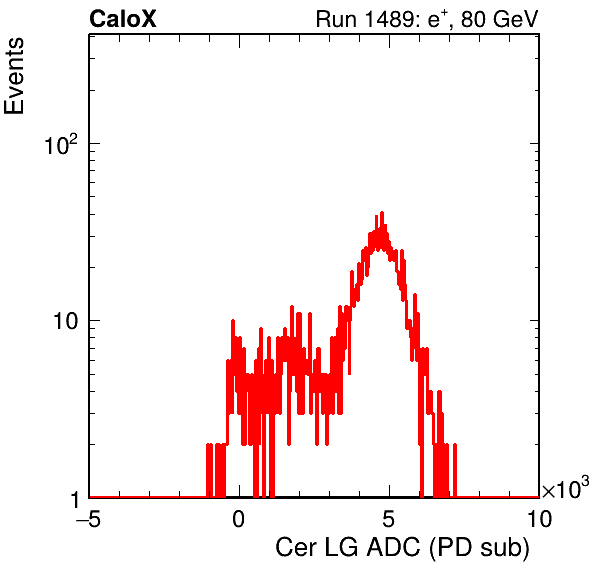 CaloX Run 1489: e⁺, 80 GeV
Events
10²
10
1
−5 0 5 10
×10³
Cer LG ADC (PD sub)